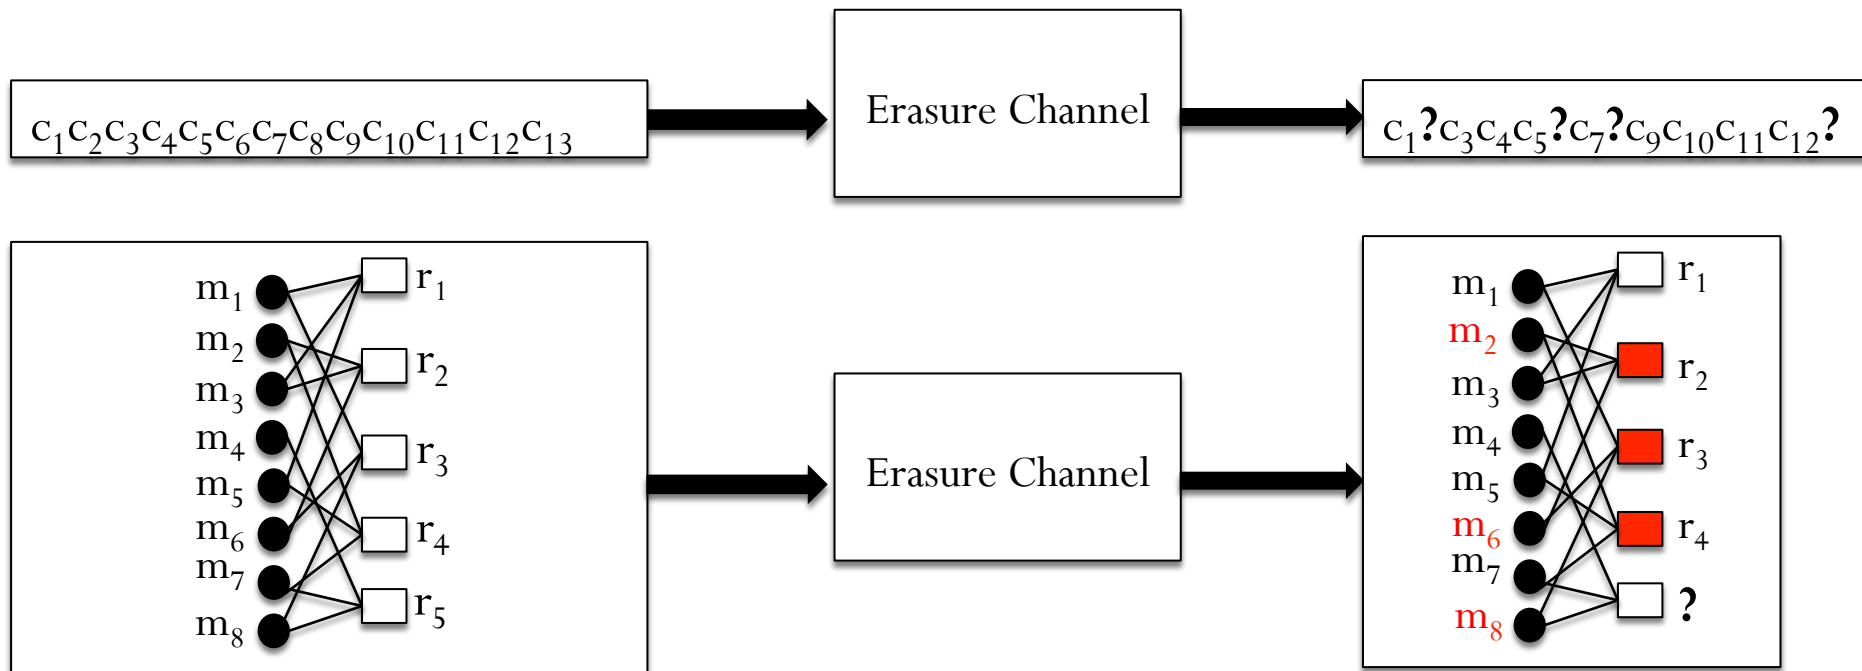 c₁c₂c₃c₄c₅c₆c₇c₈c₉c₁₀c₁₁c₁₂c₁₃
Erasure Channel
c₁?c₃c₄c₅?c₇?c₉c₁₀c₁₁c₁₂?
m₁
m₂
m₃
m₄
m₅
m₆
m₇
m₈
r₁
r₂
r₃
r₄
r₅
Erasure Channel
m₁
m₂
m₃
m₄
m₅
m₆
m₇
m₈
r₁
r₂
r₃
r₄
?